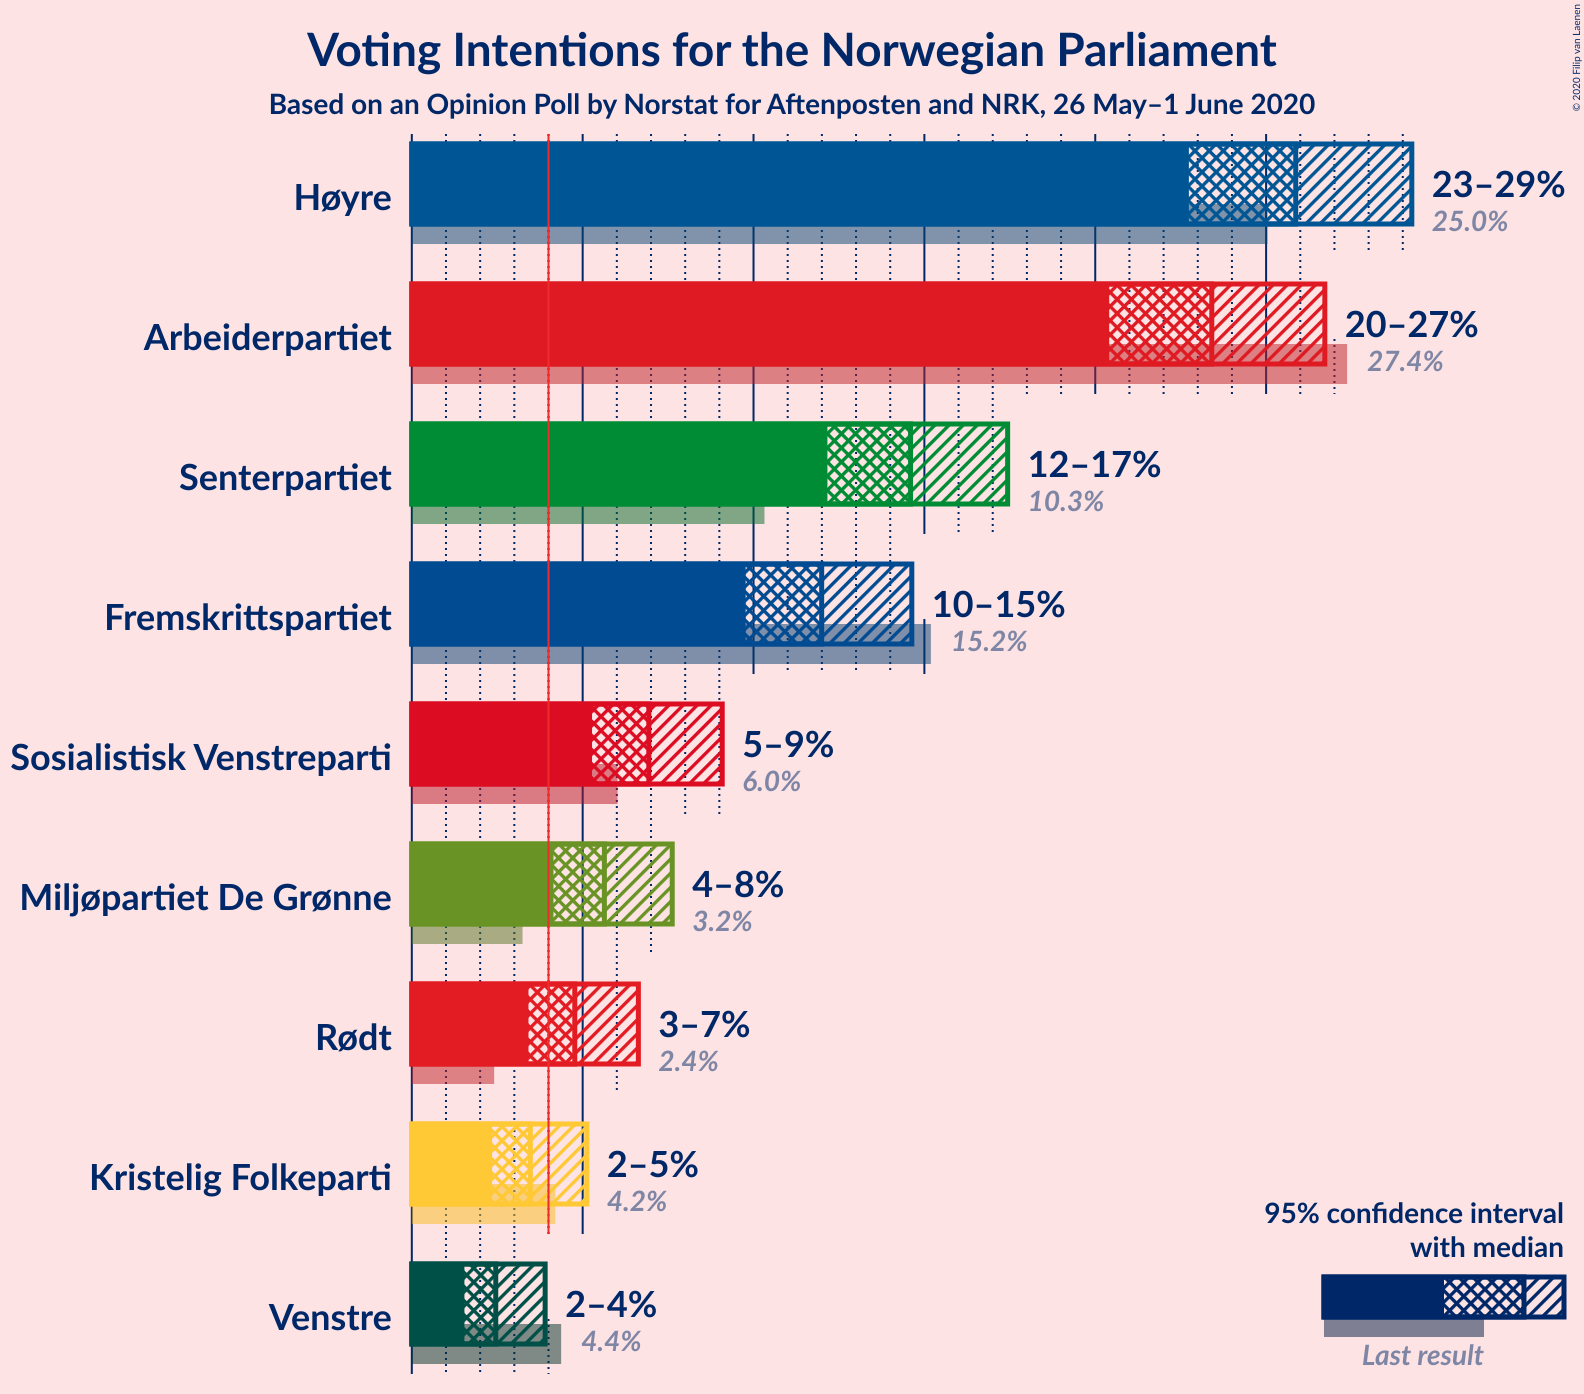 Voting Intentions for the Norwegian Parliament
Based on an Opinion Poll by Norstat for Aftenposten and NRK, 26 May–1 June 2020
© 2020 Filip van Laenen
Høyre
23–29%
25.0%
Arbeiderpartiet
20–27%
27.4%
Senterpartiet
12–17%
10.3%
Fremskrittspartiet
10–15%
15.2%
Sosialistisk Venstreparti
5–9%
6.0%
Miljøpartiet De Grønne
4–8%
3.2%
Rødt
3–7%
2.4%
Kristelig Folkeparti
2–5%
4.2%
Venstre
2–4%
4.4%
95% confidence interval
with median
Last result